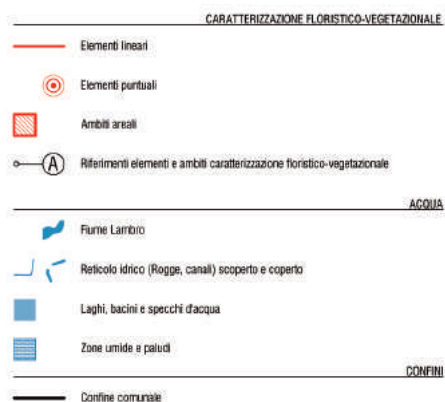 CARATTERIZZAZIONE FLORISTICO-VEGETAZIONALE
Elementi lineari
Elementi puntuali
Ambiti areali
A Riferimenti elementi e ambiti caratterizzazione floristico-vegetazionale
ACQUA
Fiume Lambro
Reticolo idrico (Rogge, canali) scoperto e coperto
Laghi, bacini e specchi d'acqua
Zone umide e paludi
CONFINI
Confine comunale